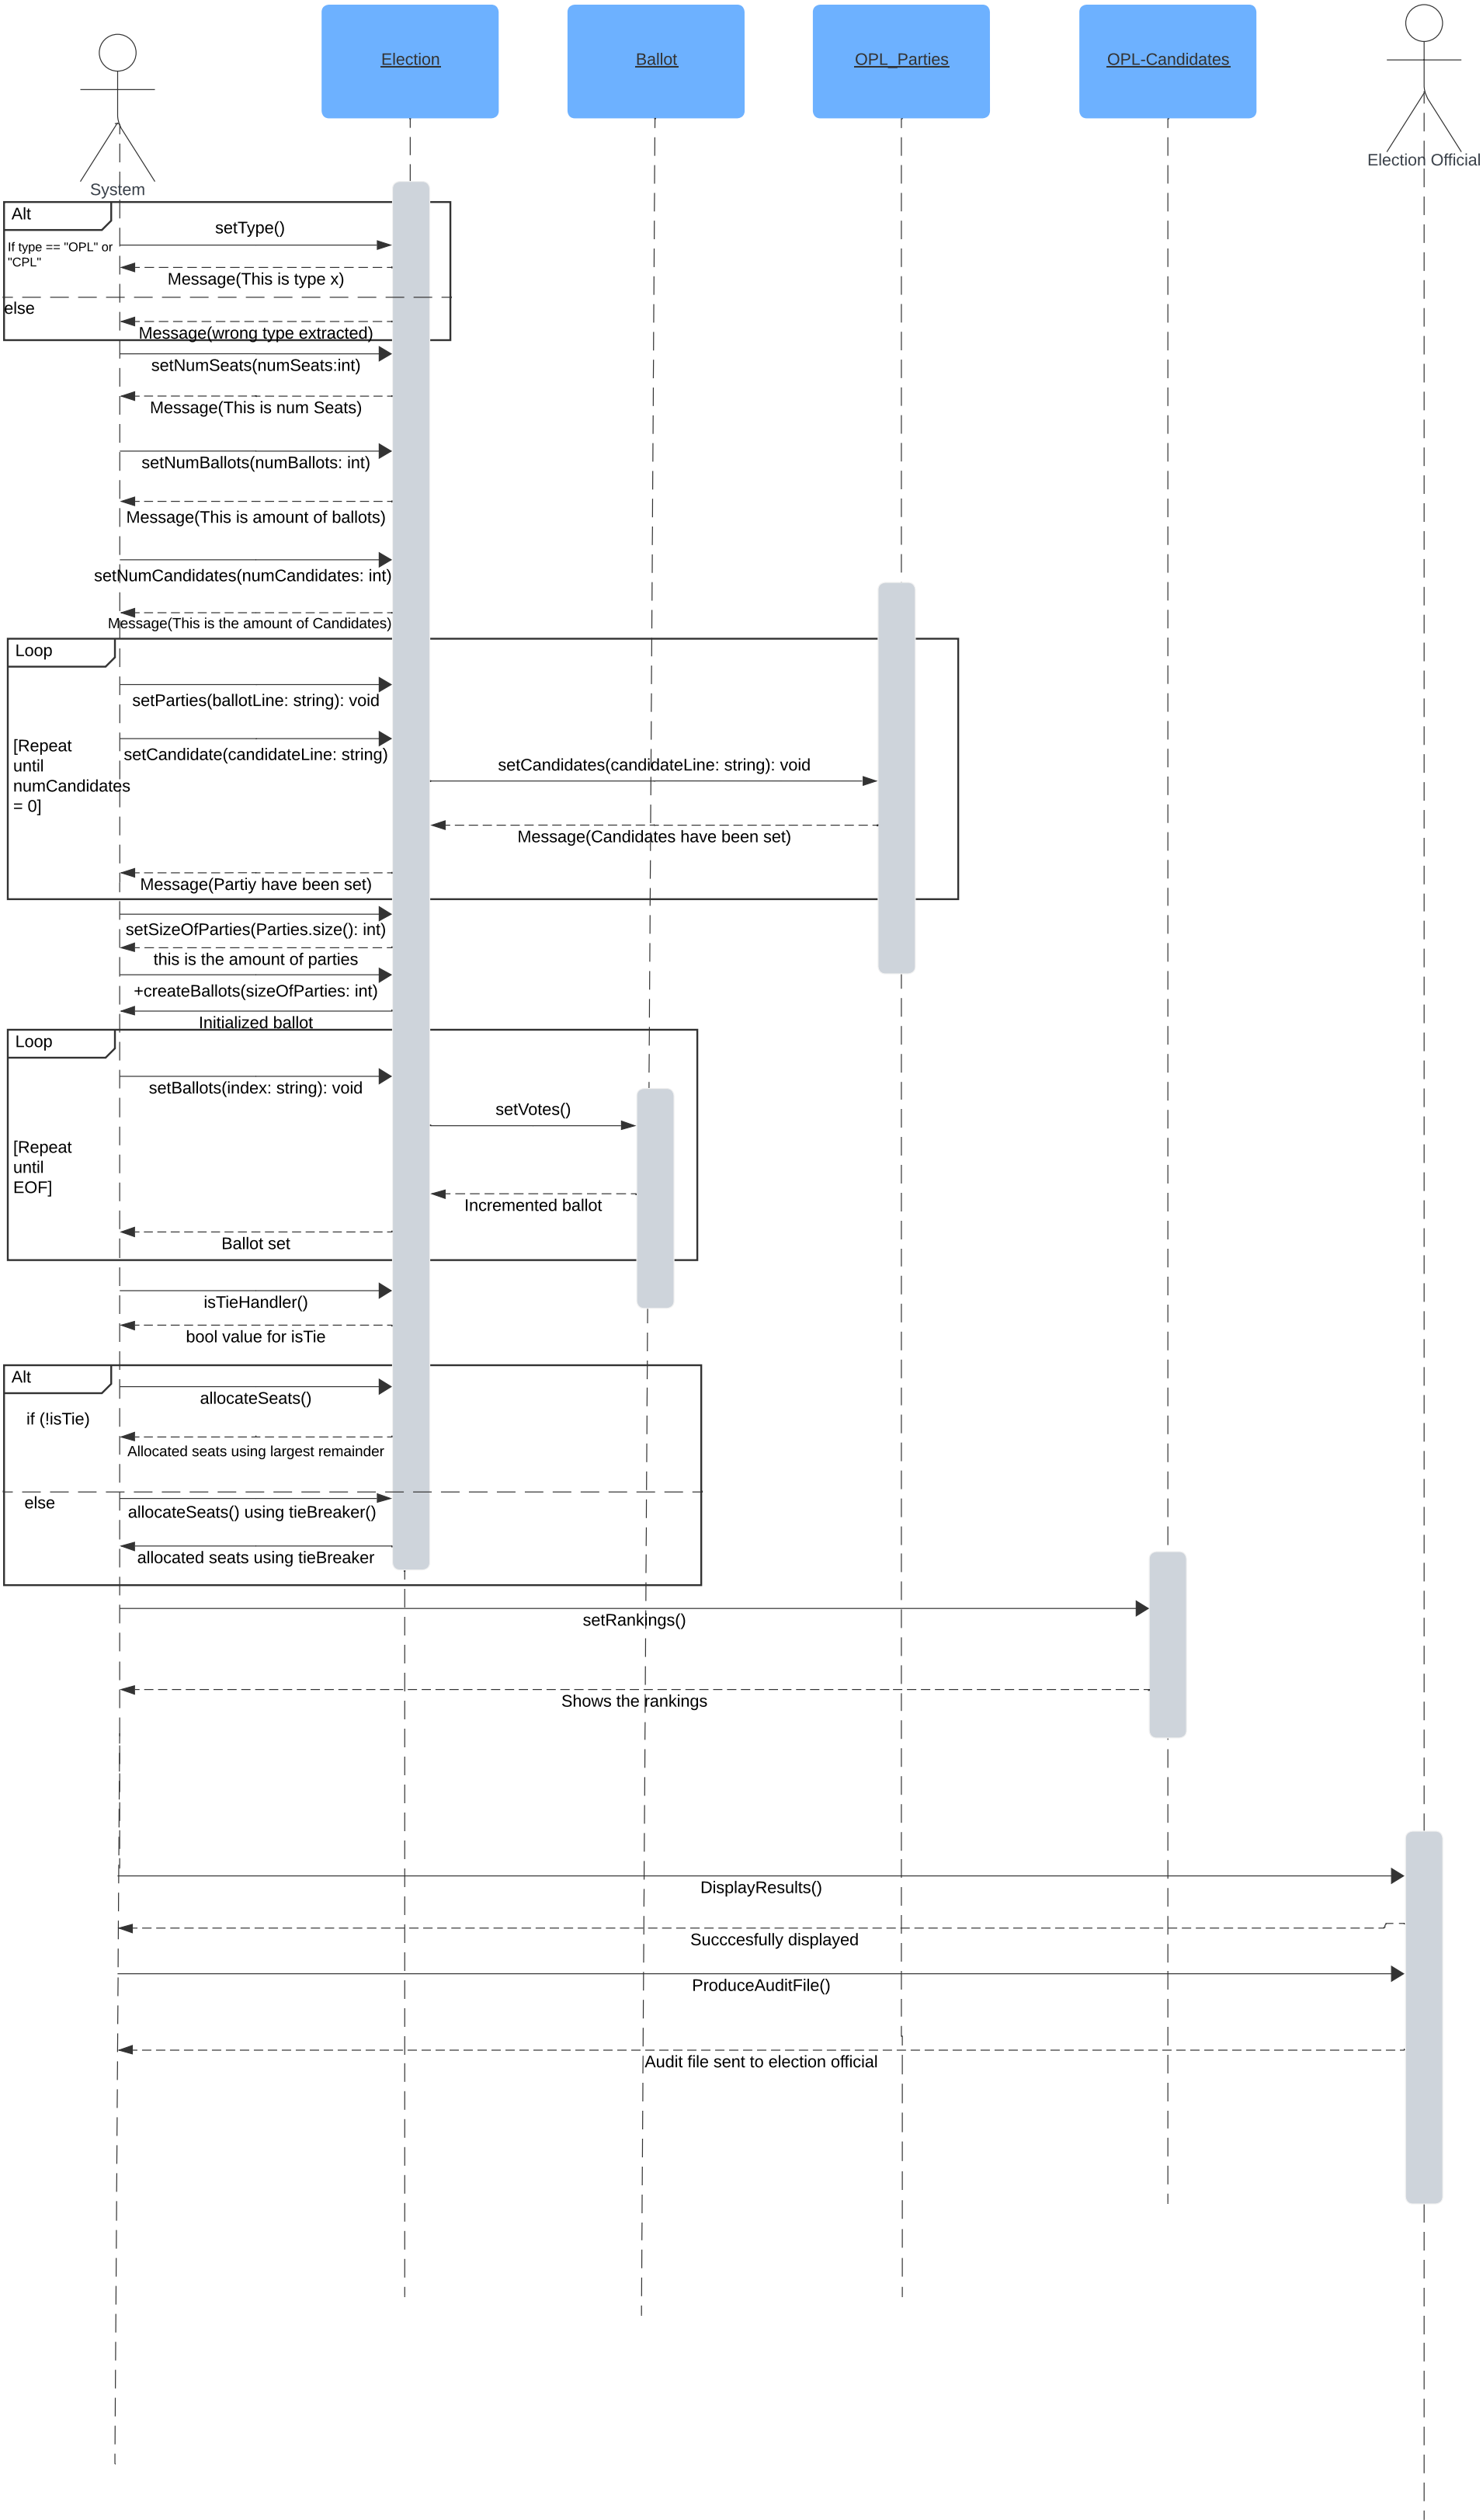 Election
Ballot
OPL_Parties
OPL-Candidates
Election Official
System
Alt
setType()
If type == "OPL" or
"CPL"
Message(This is type x)
else
Message(wrong type extracted)
setNumSeats(numSeats:int)
Message(This is num Seats)
setNumBallots(numBallots: int)
Message(This is amount of ballots)
setNumCandidates(numCandidates: int)
Message(This is the amount of Candidates)
Loop
setParties(ballotLine: string): void
[Repeat
until
numCandidates
= 0]
setCandidate(candidateLine: string)
setCandidates(candidateLine: string): void
Message(Candidates have been set)
Message(Partiy have been set)
setSizeOfParties(Parties.size(): int)
this is the amount of parties
+createBallots(sizeOfParties: int)
Initialized ballot
Loop
setBallots(index: string): void
setVotes()
[Repeat
until
EOF]
Incremented ballot
Ballot set
isTieHandler()
bool value for isTie
Alt
allocateSeats()
if (!isTie)
Allocated seats using largest remainder
else
allocateSeats() using tieBreaker()
allocated seats using tieBreaker
setRankings()
Shows the rankings
DisplayResults()
Succcesfully displayed
ProduceAuditFile()
Audit file sent to election official